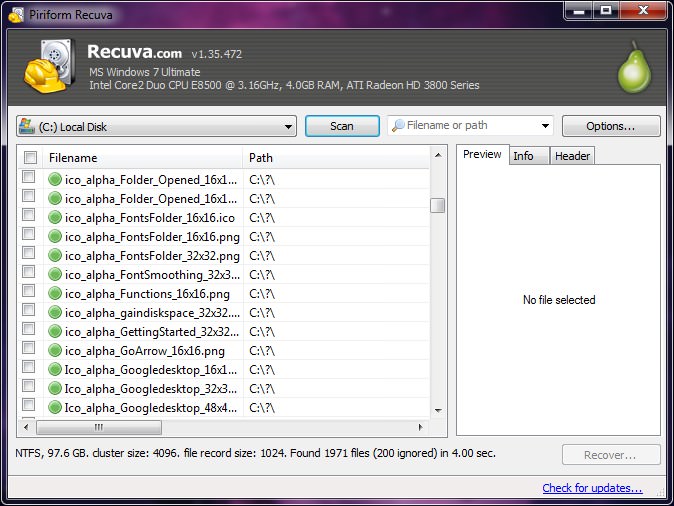 Piriform Recuva
Recuva.com v1.35.472
MS Windows 7 Ultimate
Intel Core2 Duo CPU E8500 @ 3.16GHz, 4.0GB RAM, ATI Radeon HD 3800 Series
(C:) Local Disk Scan Filename or path Options...
Filename Path
ico_alpha_Folder_Opened_16x1... C:\?\
ico_alpha_Folder_Opened_16x1... C:\?\
ico_alpha_FontsFolder_16x16.ico C:\?\
ico_alpha_FontsFolder_16x16.png C:\?\
ico_alpha_FontsFolder_32x32.png C:\?\
ico_alpha_FontSmoothing_32x3... C:\?\
ico_alpha_Functions_16x16.png C:\?\
ico_alpha_gaindiskspace_32x32.... C:\?\
ico_alpha_GettingStarted_32x32... C:\?\
ico_alpha_GoArrow_16x16.png C:\?\
Ico_alpha_Googledesktop_16x1... C:\?\
Ico_alpha_Googledesktop_32x3... C:\?\
Ico_alpha_Googledesktop_48x4... C:\?\
Preview Info Header
No file selected
NTFS, 97.6 GB. cluster size: 4096. file record size: 1024. Found 1971 files (200 ignored) in 4.00 sec.
Recover...
Check for updates...